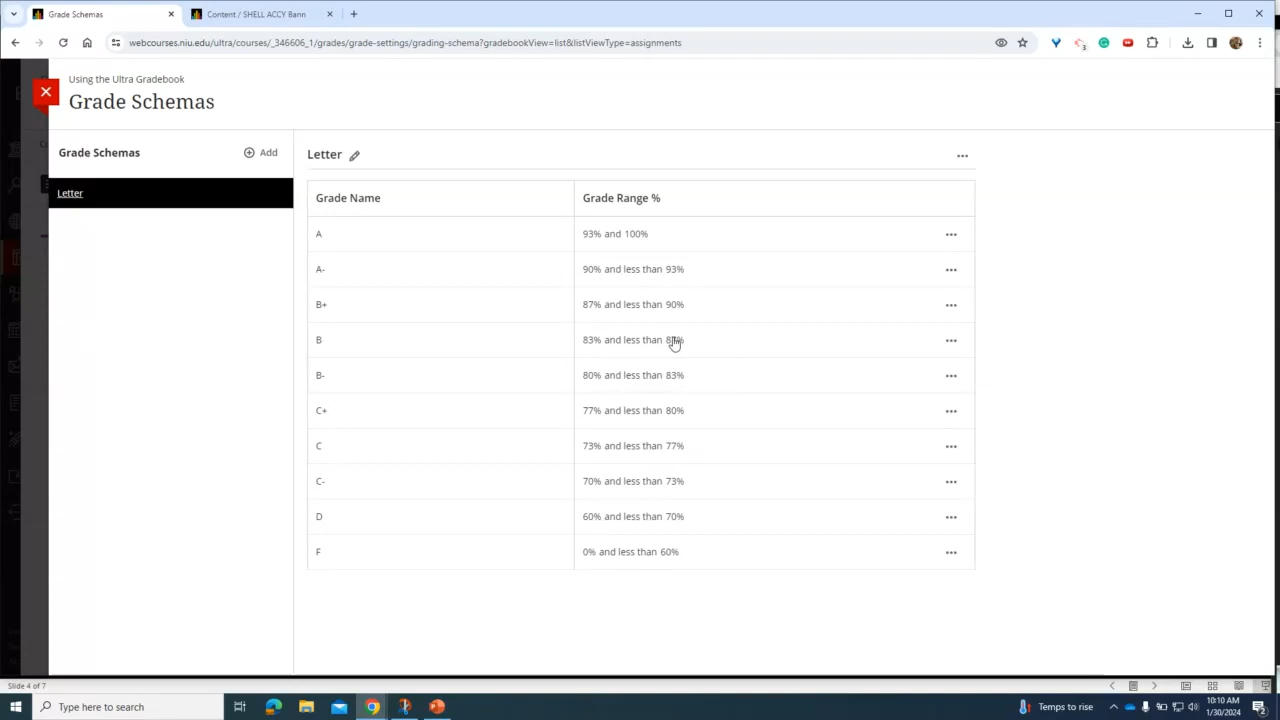 Grade Schemas
Content / SHELL ACCY Bann
webcourses.niu.edu/ultra/courses/_346606_1/grades/grade-settings/grading-schema?gradebookView=list&listViewType=assignments
3
Using the Ultra Gradebook
Grade Schemas
Grade Schemas
Add
Letter
Letter
Grade Name Grade Range %
A 93% and 100%
A- 90% and less than 93%
B+ 87% and less than 90%
B 83% and less than
B- 80% and less than 83%
C+ 77% and less than 80%
C 73% and less than 77%
C- 70% and less than 73%
D 60% and less than 70%
F 0% and less than 60%
Slide 4 of 7
Type here to search
Temps to rise
10:10 AM
1/30/2024
2